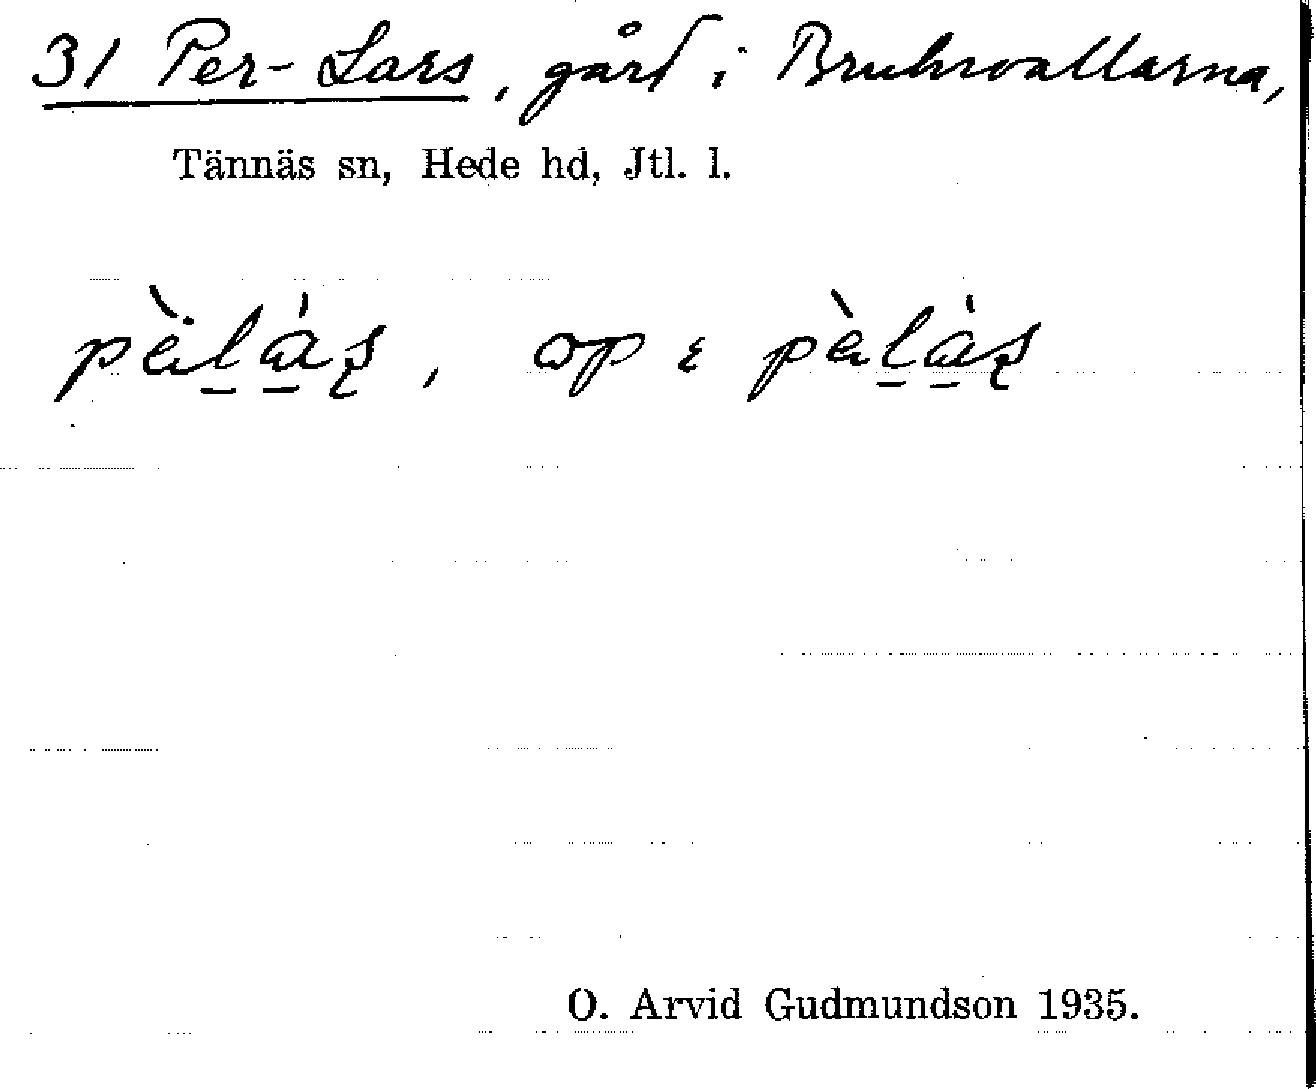 31 Per-Lars, gård i Bruksvallarna,
Tännäs sn, Hede hd, Jtl. l.
pèlás, op i pèlás
O. Arvid Gudmundson 1935.